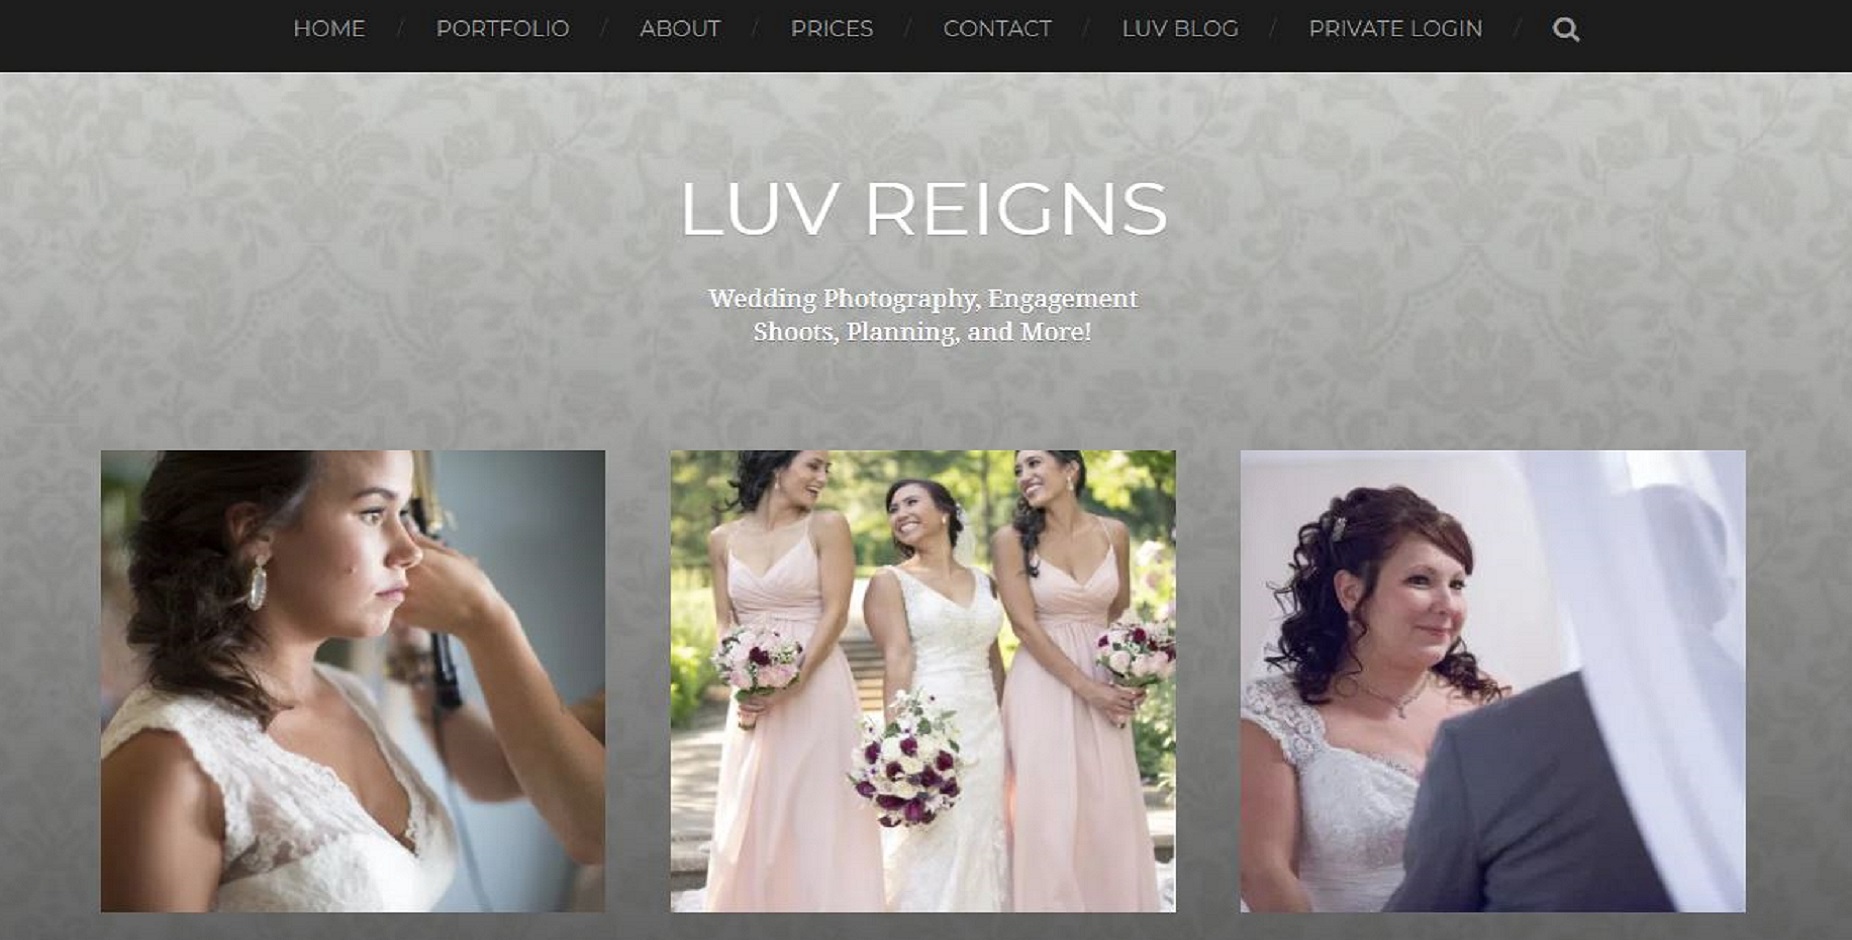 HOME / PORTFOLIO / ABOUT / PRICES / CONTACT / LUV BLOG / PRIVATE LOGIN /
LUV REIGNS
Wedding Photography, Engagement
Shoots, Planning, and More!